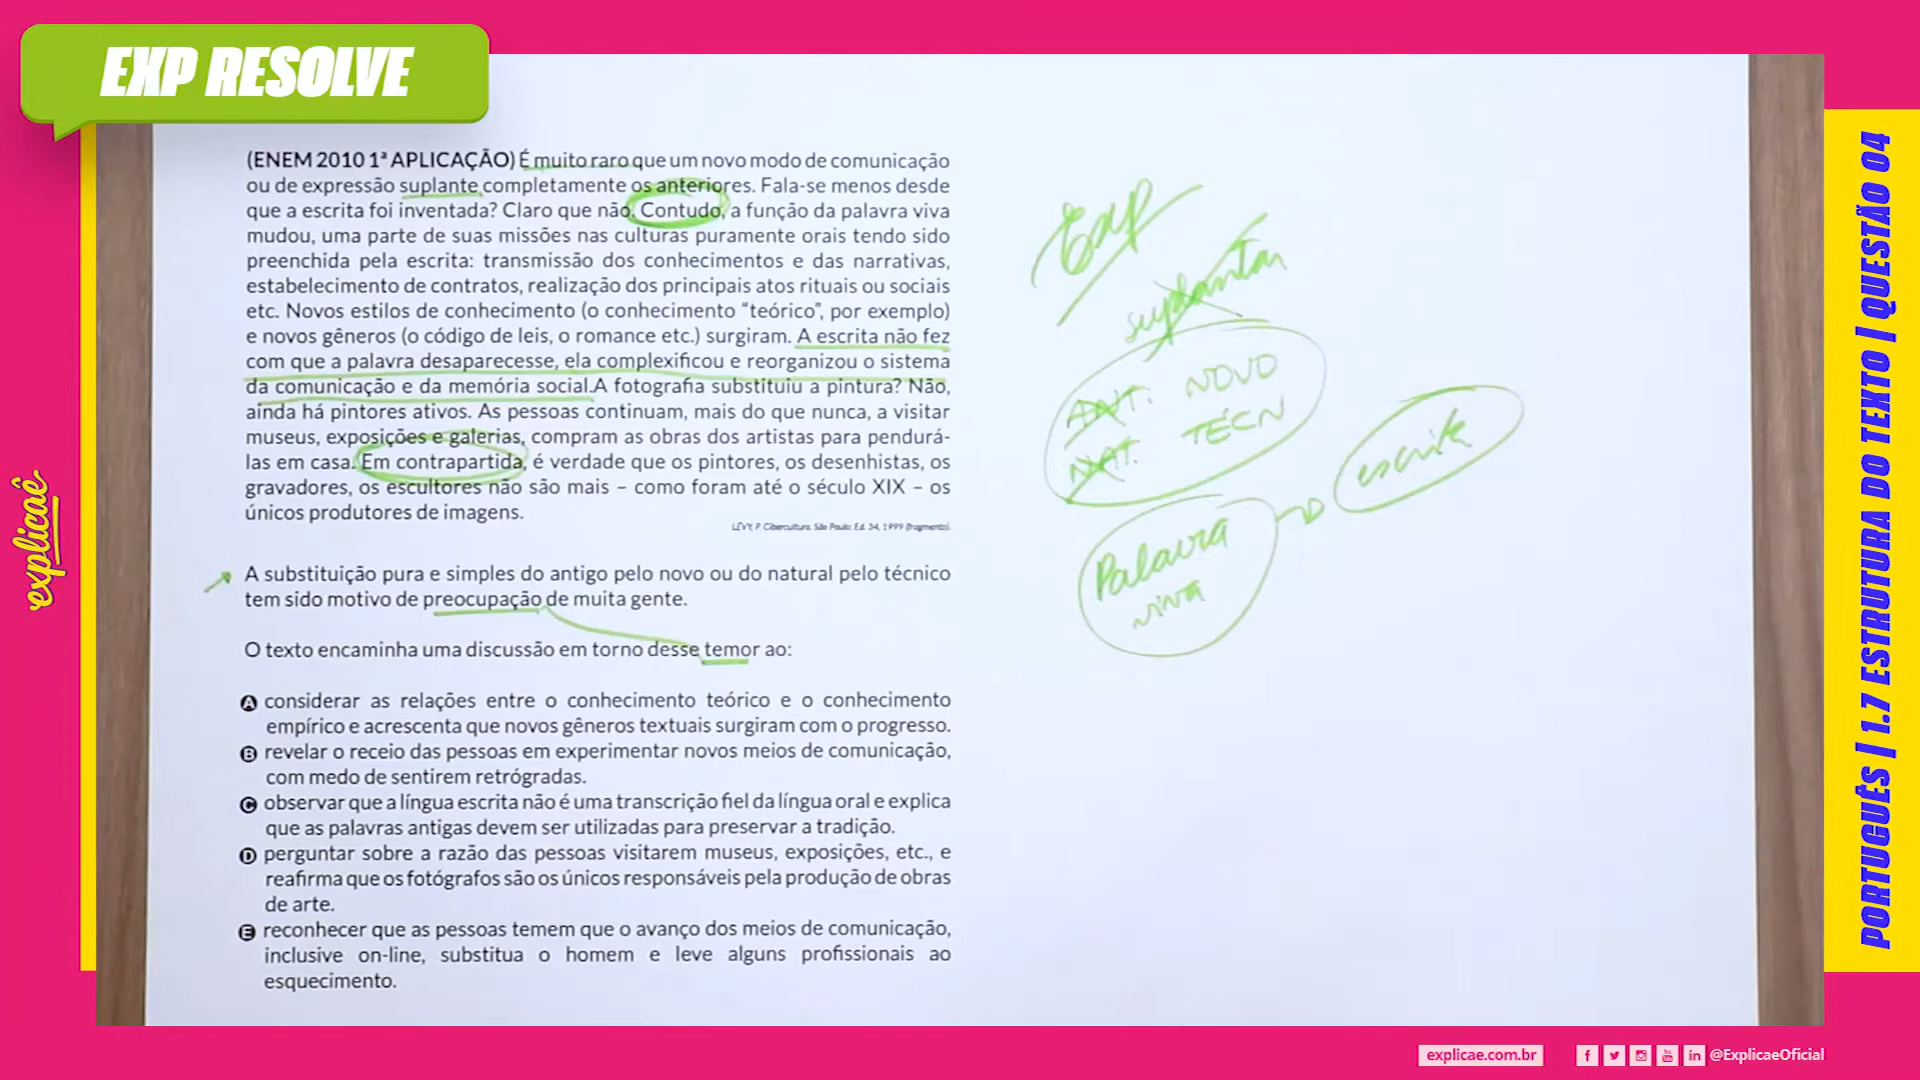 EXP RESOLVE
(ENEM 2010 1ª APLICAÇÃO) É muito raro que um novo modo de comunicação
ou de expressão suplante completamente os anteriores. Fala-se menos desde
que a escrita foi inventada? Claro que não. Contudo, a função da palavra viva
mudou, uma parte de suas missões nas culturas puramente orais tendo sido
preenchida pela escrita: transmissão dos conhecimentos e das narrativas,
estabelecimento de contratos, realização dos principais atos rituais ou sociais
etc. Novos estilos de conhecimento (o conhecimento “teórico”, por exemplo)
e novos gêneros (o código de leis, o romance etc.) surgiram. A escrita não fez
com que a palavra desaparecesse, ela complexificou e reorganizou o sistema
da comunicação e da memória social.A fotografia substituiu a pintura? Não,
ainda há pintores ativos. As pessoas continuam, mais do que nunca, a visitar
museus, exposições e galerias, compram as obras dos artistas para pendurá-
las em casa. Em contrapartida, é verdade que os pintores, os desenhistas, os
gravadores, os escultores não são mais – como foram até o século XIX – os
únicos produtores de imagens.
LÉVY, P. Cibercultura. São Paulo: Ed. 34, 1999 (fragmento).
A substituição pura e simples do antigo pelo novo ou do natural pelo técnico
tem sido motivo de preocupação de muita gente.
O texto encaminha uma discussão em torno desse temor ao:
A considerar as relações entre o conhecimento teórico e o conhecimento
empírico e acrescenta que novos gêneros textuais surgiram com o progresso.
B revelar o receio das pessoas em experimentar novos meios de comunicação,
com medo de sentirem retrógradas.
C observar que a língua escrita não é uma transcrição fiel da língua oral e explica
que as palavras antigas devem ser utilizadas para preservar a tradição.
D perguntar sobre a razão das pessoas visitarem museus, exposições, etc., e
reafirma que os fotógrafos são os únicos responsáveis pela produção de obras
de arte.
E reconhecer que as pessoas temem que o avanço dos meios de comunicação,
inclusive on-line, substitua o homem e leve alguns profissionais ao
esquecimento.
Exp
suplantar
ANT. NOVO
NAT. TÉCN
escrita
Palavra
viva
explicaê
PORTUGUÊS | 1.7 ESTRUTURA DO TEXTO | QUESTÃO 04
explicae.com.br
@ExplicaeOficial